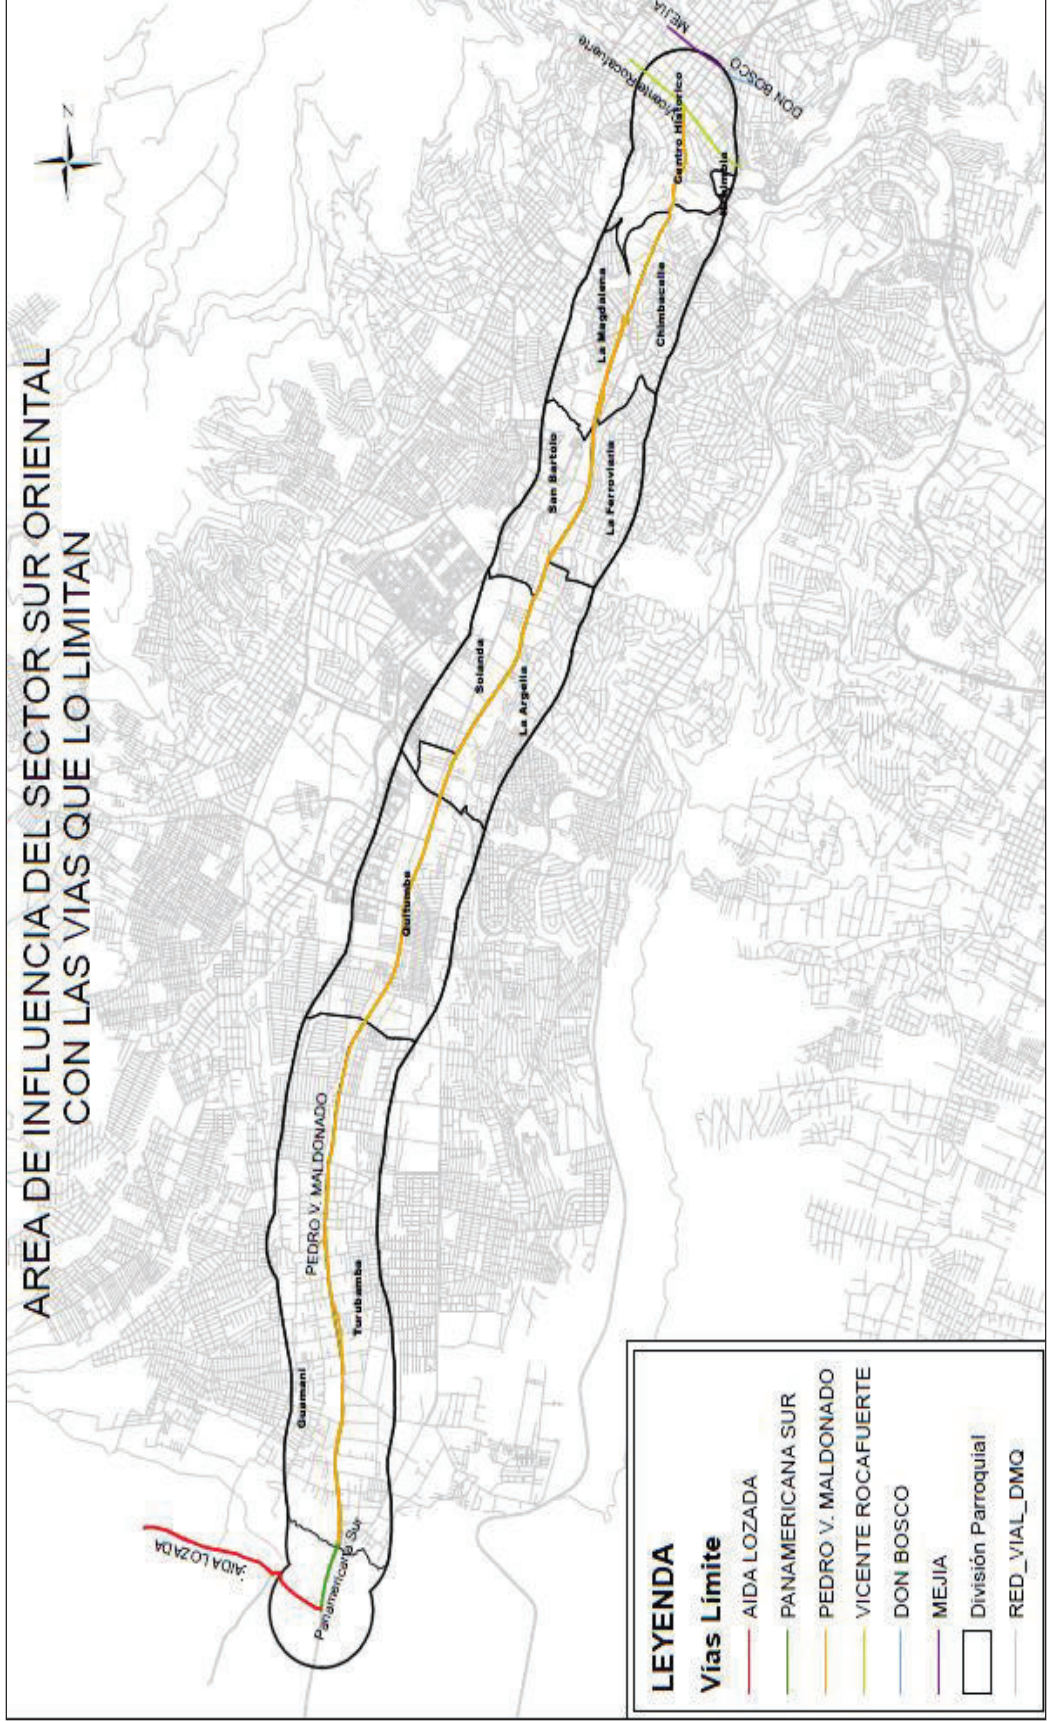 AREA DE INFLUENCIA DEL SECTOR SUR ORIENTAL
CON LAS VIAS QUE LO LIMITAN
N
MEJIA
Vicente Rocafuerte
DON BOSCO
Centro Historico
La Magdalena
Chimbacalle
San Bartolo
La Ferroviaria
Solanda
La Argelia
Quitumbe
PEDRO V. MALDONADO
Turubamba
Guamani
AIDA LOZADA
Panamericana Sur
LEYENDA
Vías Límite
AIDA LOZADA
PANAMERICANA SUR
PEDRO V. MALDONADO
VICENTE ROCAFUERTE
DON BOSCO
MEJIA
División Parroquial
RED_VIAL_DMQ